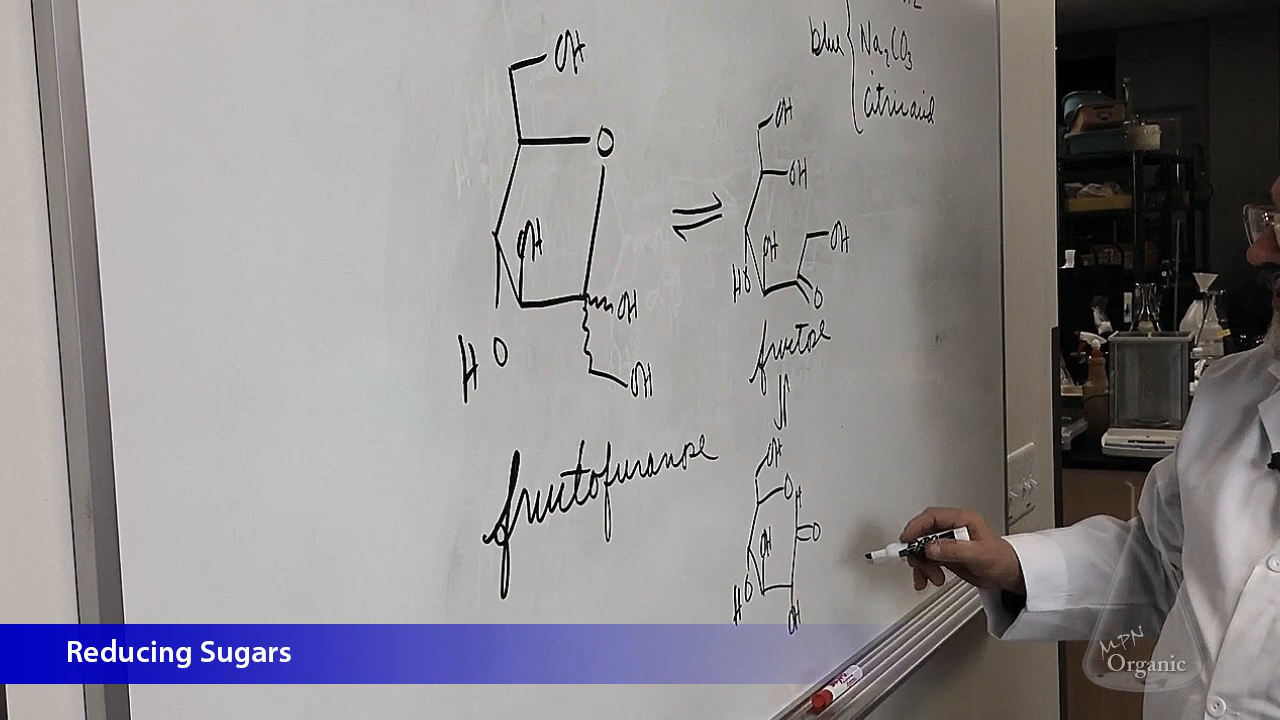 blue { Na2CO3
Citric acid
OH
O
OH
OH
HO
OH
fructofuranose
⇌
OH
OH
OH
OH
HO
O
fructose
⇌
OH
O H
O
OH
HO
OH
Reducing Sugars
MPN
Organic